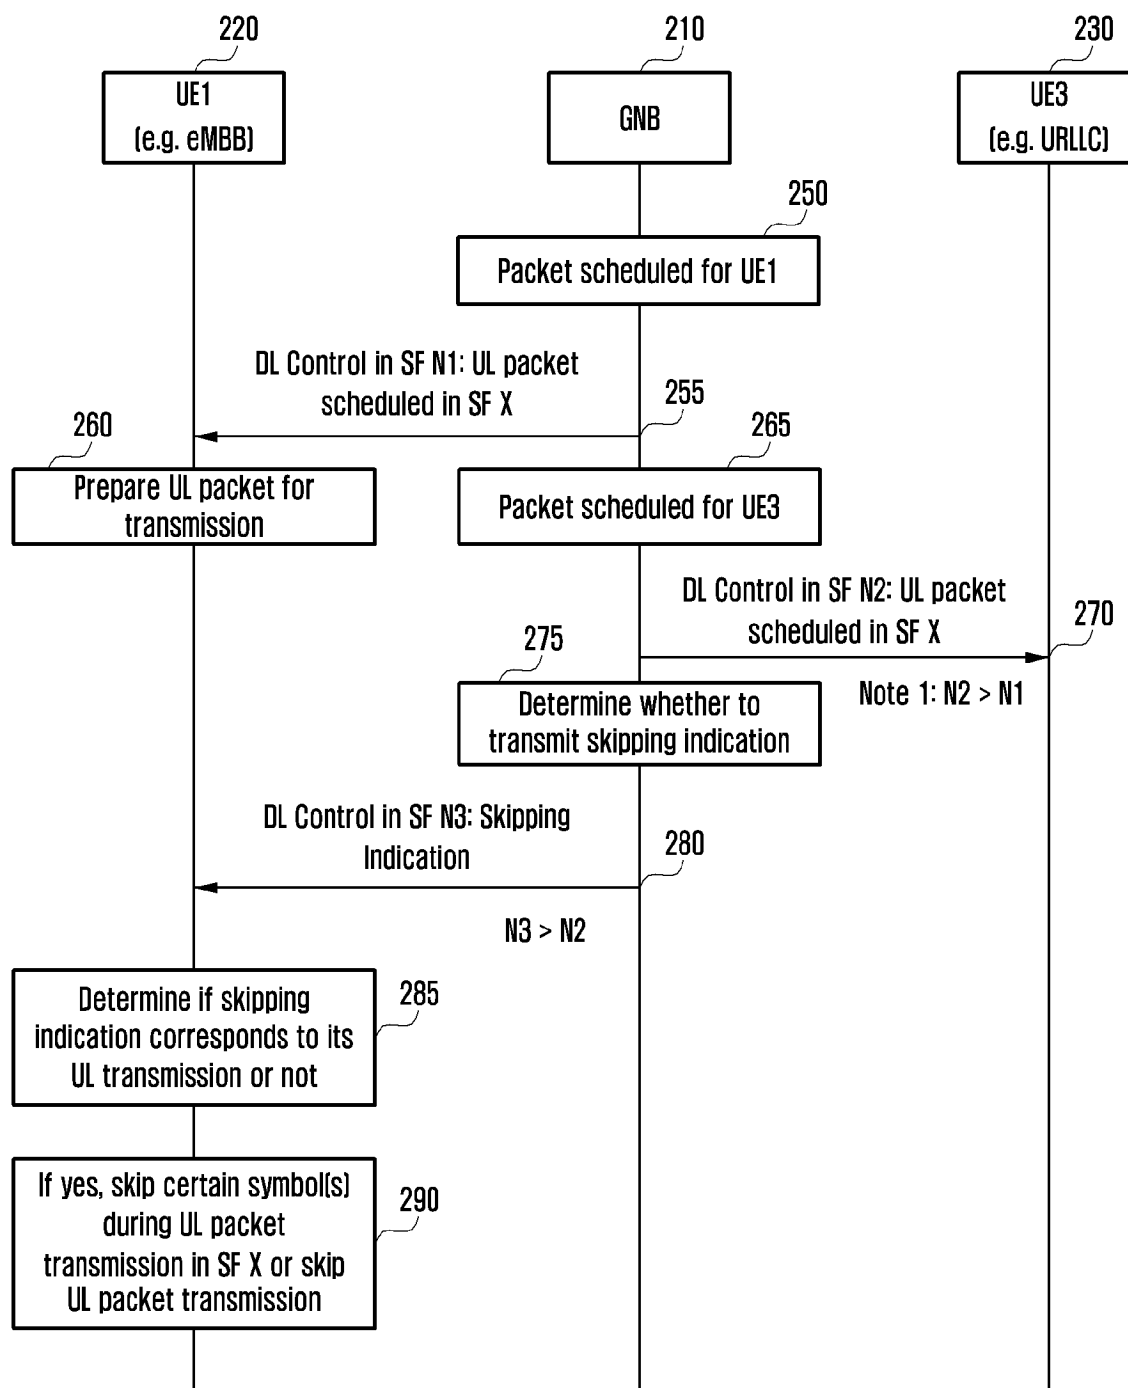 220
210
230
UE1
(e.g. eMBB)
GNB
UE3
(e.g. URLLC)
250
Packet scheduled for UE1
DL Control in SF N1: UL packet
scheduled in SF X
255
260
265
Prepare UL packet for
transmission
Packet scheduled for UE3
DL Control in SF N2: UL packet
scheduled in SF X
270
275
Note 1: N2 > N1
Determine whether to
transmit skipping indication
DL Control in SF N3: Skipping
Indication
280
N3 > N2
Determine if skipping
indication corresponds to its
UL transmission or not
285
If yes, skip certain symbol(s)
during UL packet
transmission in SF X or skip
UL packet transmission
290